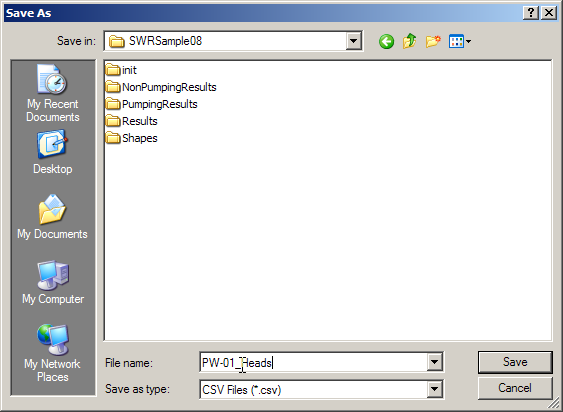 Save As
Save in:
SWRSample08
My Recent
Documents
Desktop
My Documents
My Computer
My Network
Places
init
NonPumpingResults
PumpingResults
Results
Shapes
File name:
PW-01_Heads
Save
Save as type:
CSV Files (*.csv)
Cancel